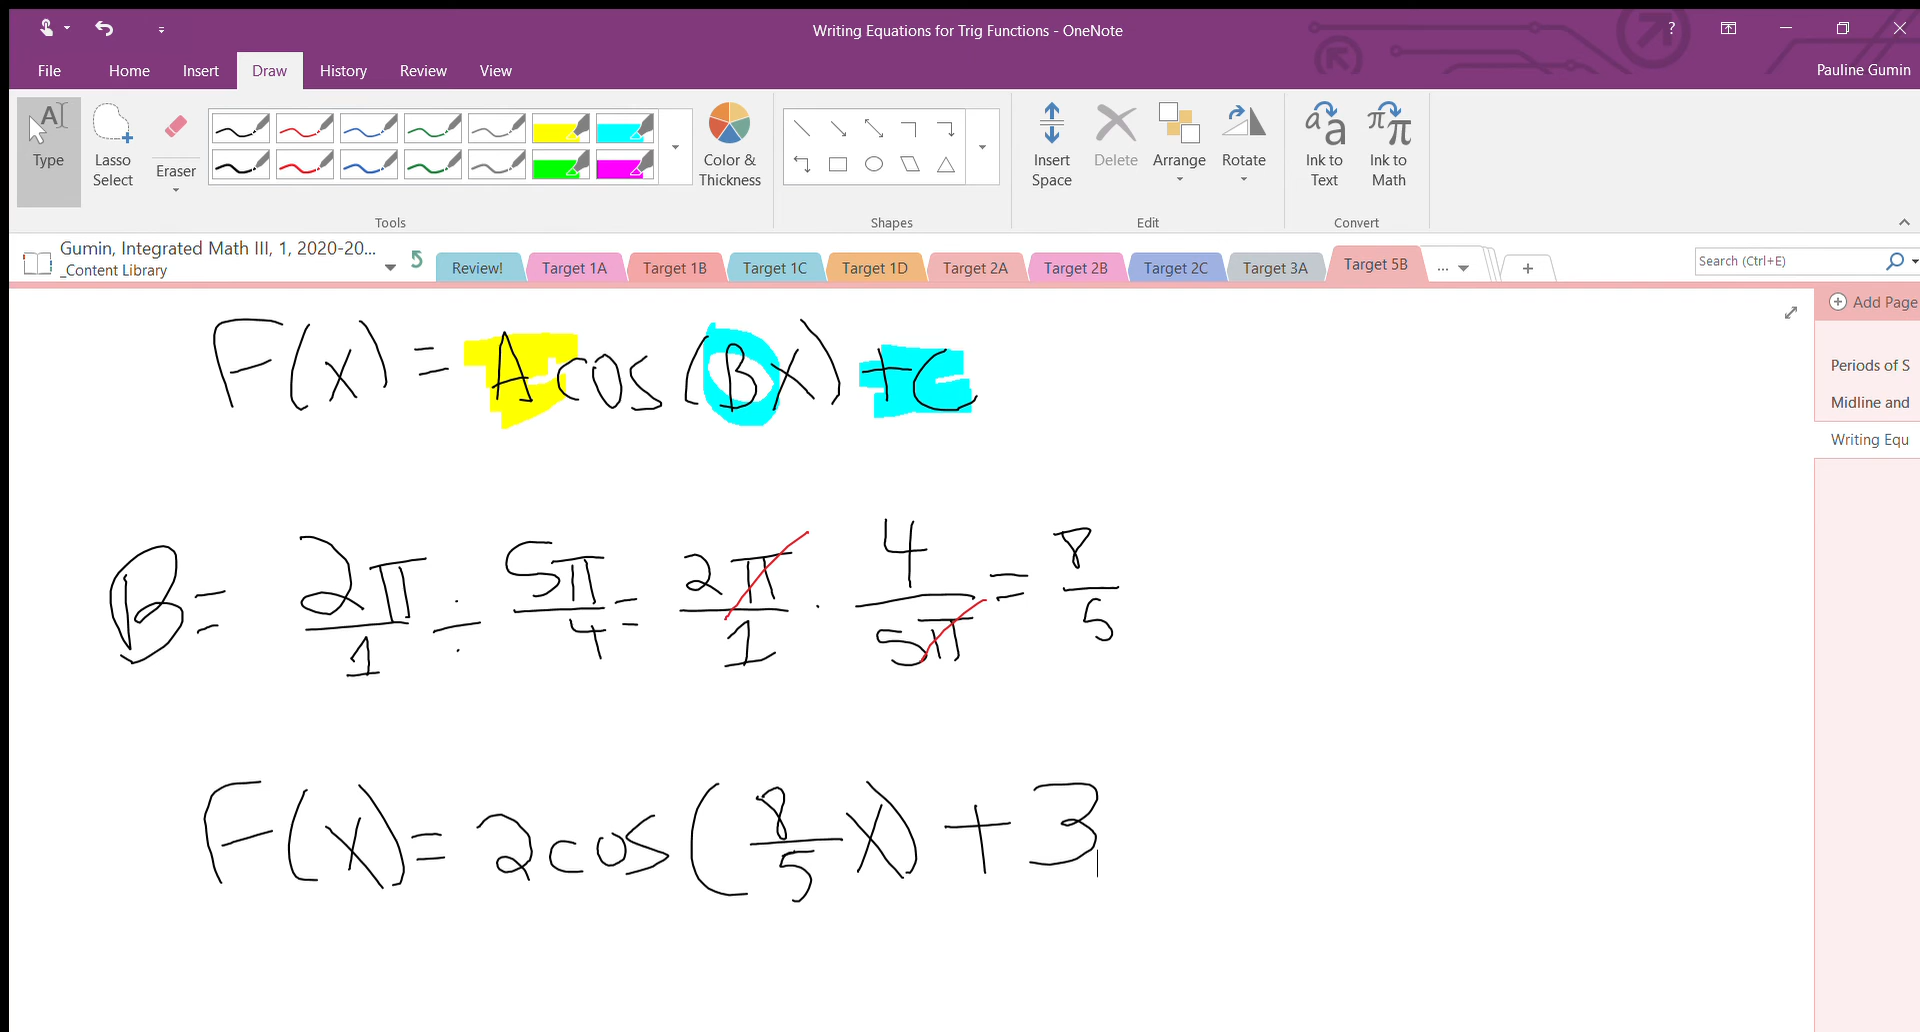 Writing Equations for Trig Functions - OneNote
?
File Home Insert Draw History Review View Pauline Gumin
Type
Lasso Select
Eraser
Color & Thickness
Insert Space
Delete
Arrange
Rotate
Ink to Text
Ink to Math
Tools Shapes Edit Convert
Gumin, Integrated Math III, 1, 2020-20...
_Content Library
Review! Target 1A Target 1B Target 1C Target 1D Target 2A Target 2B Target 2C Target 3A Target 5B ... +
Search (Ctrl+E)
Add Page
Periods of S
Midline and
Writing Equ
F(x) = A cos (Bx) + C
B = 2π/1 ÷ 5π/4 = 2π/1 · 4/5π = 8/5
F(x) = 2 cos (8/5 x) + 3